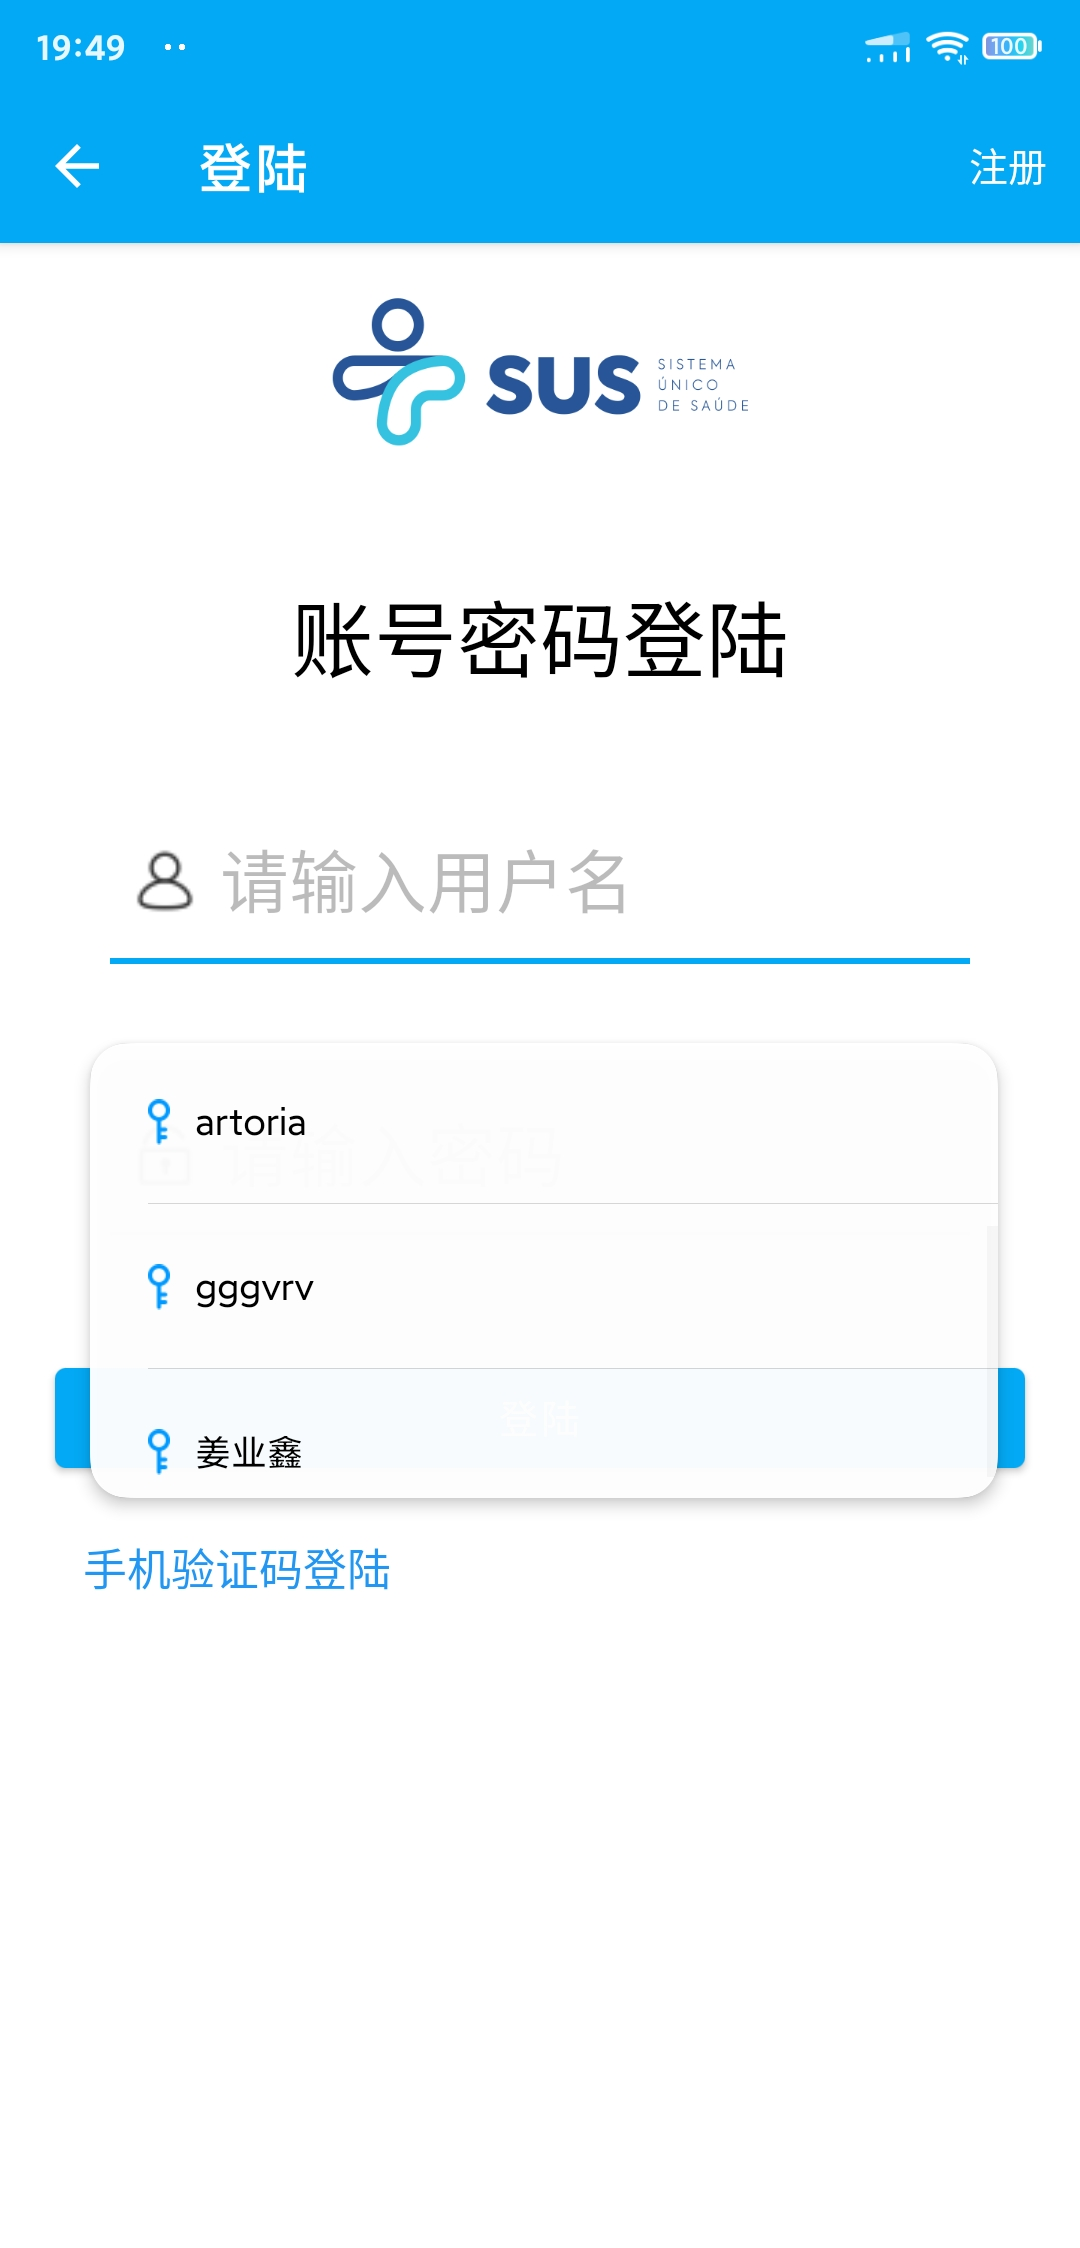 19:49
100
登陆
注册
SUS
SISTEMA
ÚNICO
DE SAÚDE
账号密码登陆
请输入用户名
artoria
请输入密码
gggvrv
登陆
姜业鑫
手机验证码登陆